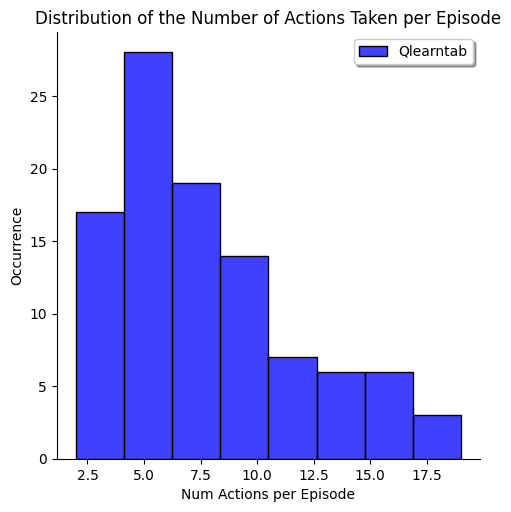 Distribution of the Number of Actions Taken per Episode
Qlearntab
25
20
15
10
5
0
Occurrence
2.5 5.0 7.5 10.0 12.5 15.0 17.5
Num Actions per Episode